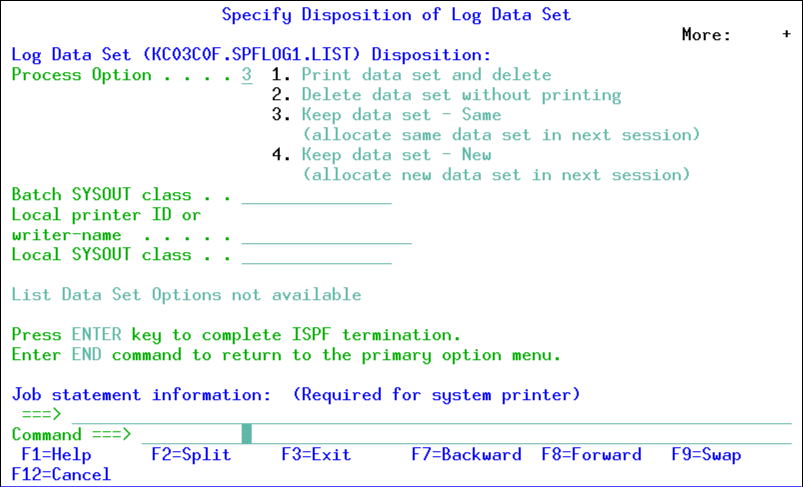 Specify Disposition of Log Data Set
More:     +
Log Data Set (KC03C0F.SPFLOG1.LIST) Disposition:
Process Option . . . . 3  1. Print data set and delete
2. Delete data set without printing
3. Keep data set - Same
(allocate same data set in next session)
4. Keep data set - New
(allocate new data set in next session)
Batch SYSOUT class . .
Local printer ID or
writer-name  . . . . .
Local SYSOUT class . .
List Data Set Options not available
Press ENTER key to complete ISPF termination.
Enter END command to return to the primary option menu.
Job statement information:  (Required for system printer)
===>
Command ===>
F1=Help      F2=Split     F3=Exit      F7=Backward  F8=Forward   F9=Swap
F12=Cancel